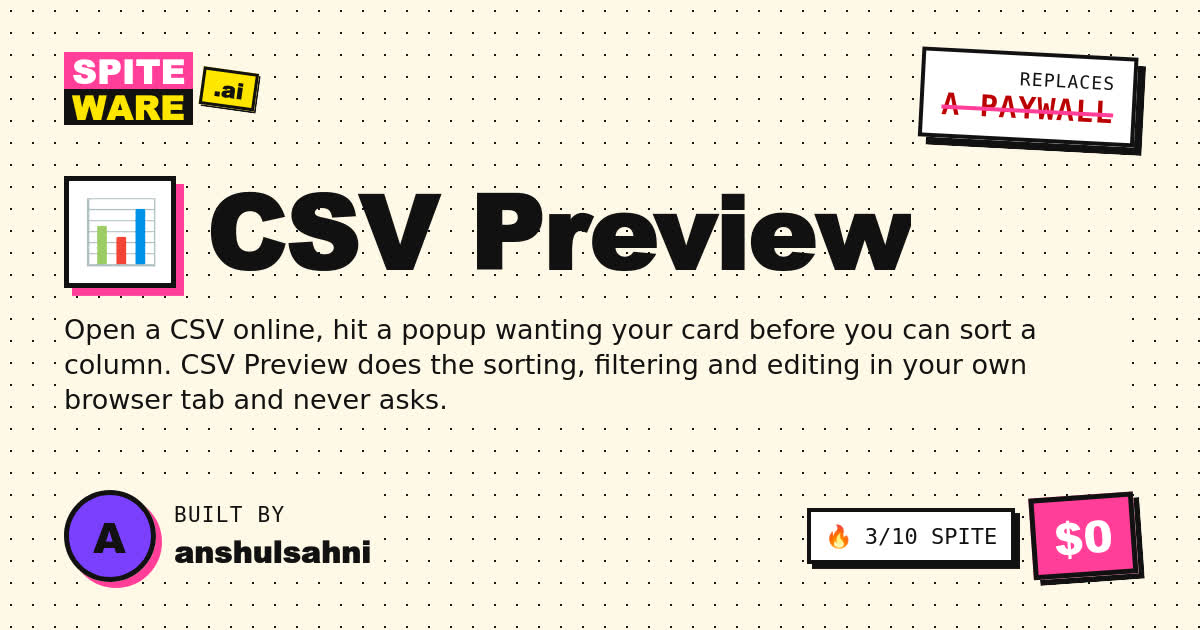 SPITE
WARE
.ai
REPLACES
A PAYWALL
CSV Preview
Open a CSV online, hit a popup wanting your card before you can sort a
column. CSV Preview does the sorting, filtering and editing in your own
browser tab and never asks.
A
BUILT BY
anshulsahni
🔥 3/10 SPITE
$0